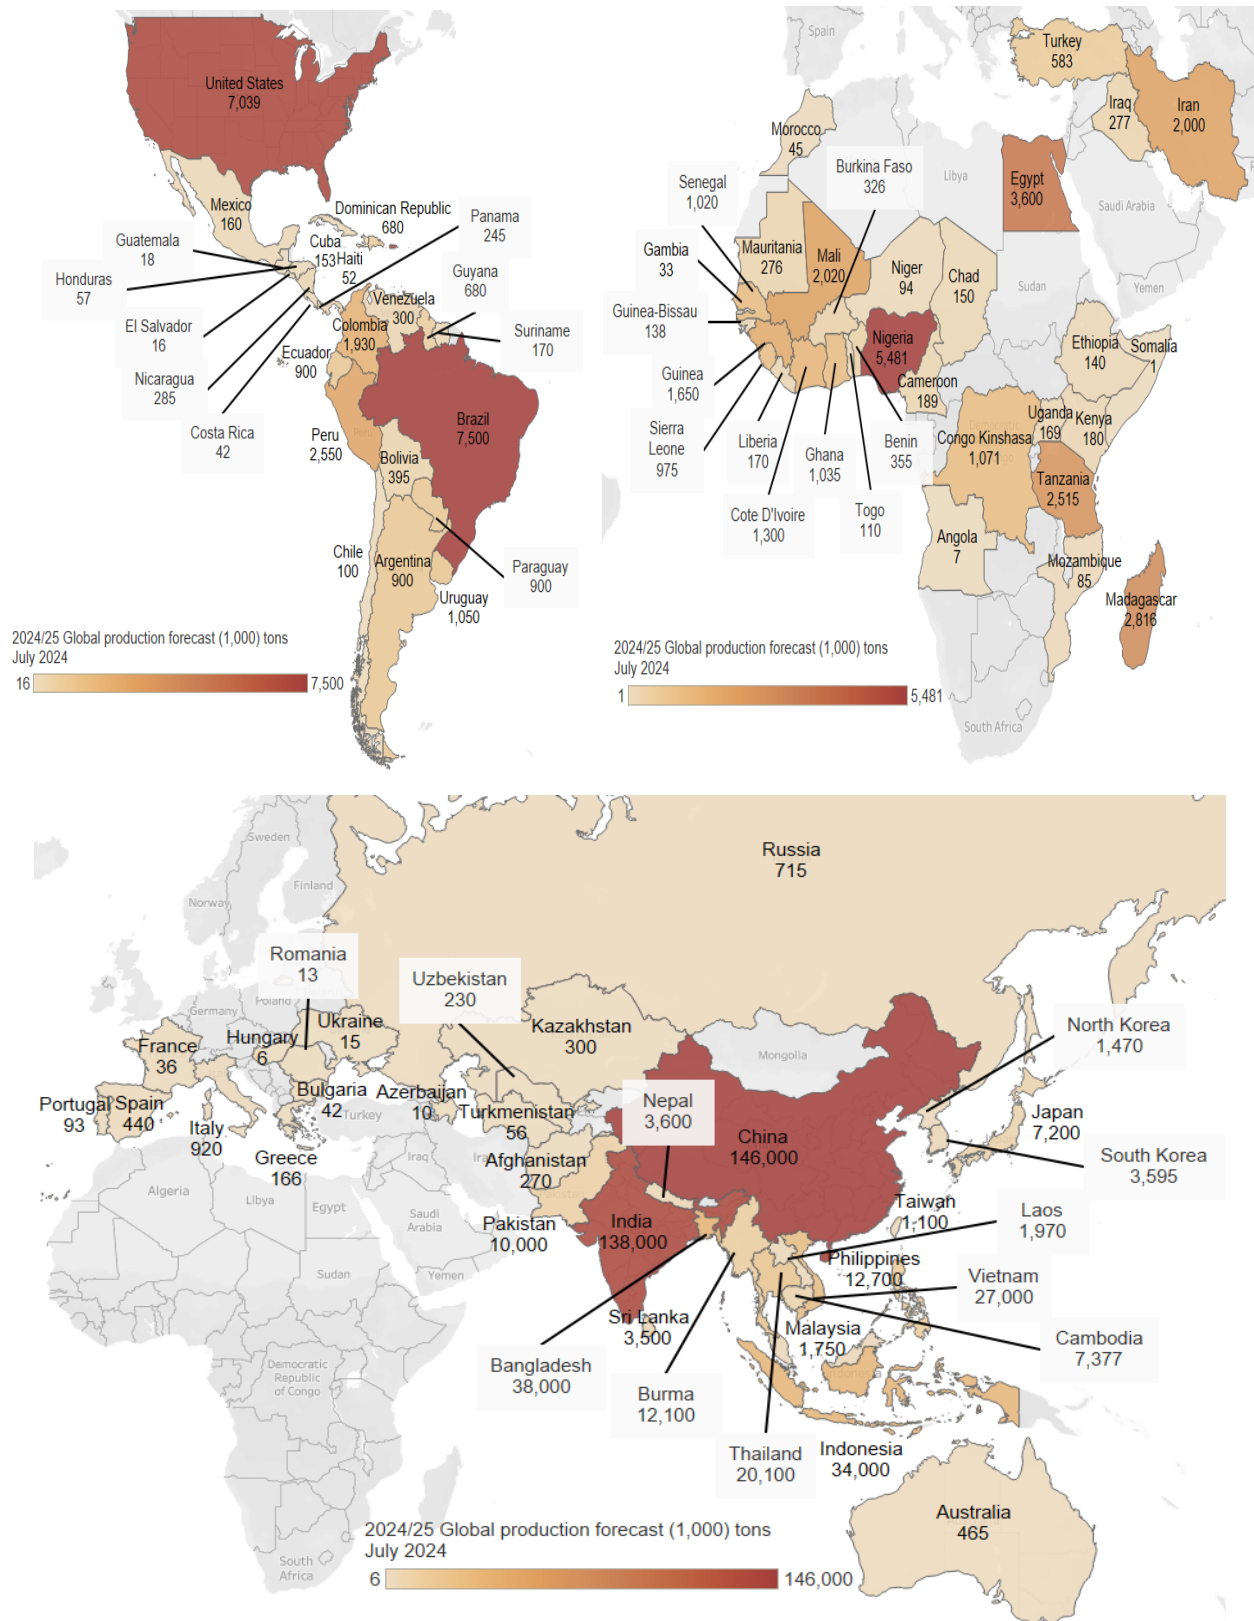 United States
7,039
Mexico
160
Dominican Republic
680
Cuba
153
Haiti
52
Panama
245
Guatemala
18
Honduras
57
Guyana
680
El Salvador
16
Venezuela
300
Colombia
1,930
Suriname
170
Ecuador
900
Nicaragua
285
Costa Rica
42
Peru
Peru
2,550
Brazil
7,500
Bolivia
395
Chile
100
Argentina
900
Paraguay
900
Uruguay
1,050
2024/25 Global production forecast (1,000) tons
July 2024
16
7,500
Spain
Turkey
583
Iraq
277
Iran
2,000
Morocco
45
Burkina Faso
326
Libya
Egypt
3,600
Saudi Arabia
Senegal
1,020
Gambia
33
Mauritania
276
Mali
2,020
Niger
94
Chad
150
Sudan
Yemen
Guinea-Bissau
138
Nigeria
5,481
Ethiopia
140
Somalia
1
Guinea
1,650
Cameroon
189
Sierra
Leone
975
Liberia
170
Ghana
1,035
Benin
355
Democratic
Congo Kinshasa
1,071
Uganda
169
Kenya
180
Tanzania
2,515
Cote D'Ivoire
1,300
Togo
110
Angola
7
Mozambique
85
Madagascar
2,816
South Africa
2024/25 Global production forecast (1,000) tons
July 2024
1
5,481
Sweden
Finland
Norway
Russia
715
Romania
13
Uzbekistan
230
Poland
Germany
Ukraine
15
Hungary
6
France
36
Kazakhstan
300
Mongolia
North Korea
1,470
Portugal
93
Spain
440
Italy
920
Bulgaria
42
Turkey
Azerbaijan
10
Turkmenistan
56
Nepal
3,600
China
146,000
Japan
7,200
South Korea
3,595
Greece
166
Iraq
Iran
Afghanistan
270
Pakistan
Pakistan
10,000
India
138,000
Taiwan
1,100
Laos
1,970
Algeria
Libya
Egypt
Saudi
Arabia
Sudan
Yemen
Philippines
12,700
Vietnam
27,000
Sri Lanka
3,500
Malaysia
1,750
Cambodia
7,377
Bangladesh
38,000
Burma
12,100
Indonesia
Thailand
20,100
Indonesia
34,000
Democratic
Republic
of Congo
Australia
465
South
Africa
2024/25 Global production forecast (1,000) tons
July 2024
6
146,000